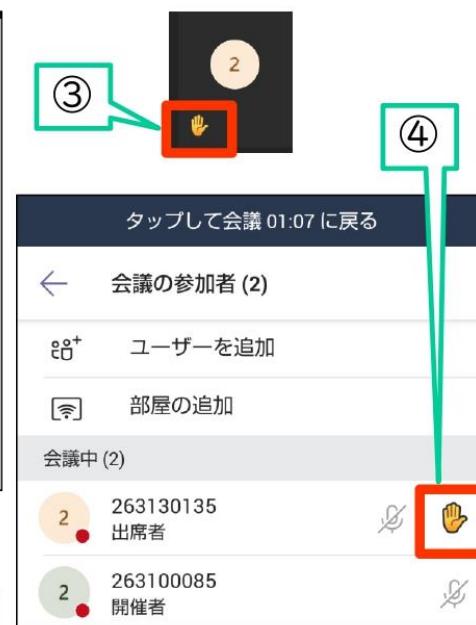 ③
2
④
タップして会議 01:07 に戻る
会議の参加者 (2)
ユーザーを追加
部屋の追加
会議中 (2)
2
263130135
出席者
2
263100085
開催者